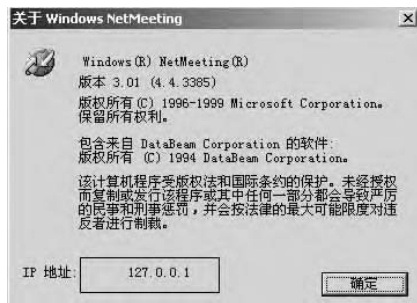 关于 Windows NetMeeting
Windows(R) NetMeeting(R)
版本 3.01 (4.4.3385)
版权所有(C) 1996-1999 Microsoft Corporation。
保留所有权利。
包含来自 DataBeam Corporation 的软件:
版权所有 (C) 1994 DataBeam Corporation。
该计算机程序受版权法和国际条约的保护。未经授权
而复制或发行该程序或其中任何一部分都会导致严厉
的民事和刑事惩罚，并会按法律的最大可能限度对违
反者进行制裁。
IP 地址: 127.0.0.1
确定